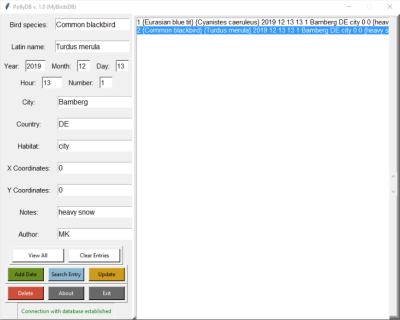 PollyDB v. 1.0 (MyBirdsDB)
Bird species: Common blackbird
Latin name: Turdus merula
Year: 2019 Month: 12 Day: 13
Hour: 13 Number: 1
City: Bamberg
Country: DE
Habitat: city
X Coordinates: 0
Y Coordinates: 0
Notes: heavy snow
Author: MK
View All Clear Entries
Add Data Search Entry Update
Delete About Exit
Connection with database established
1 {Eurasian blue tit} {Cyanistes caeruleus} 2019 12 13 13 1 Bamberg DE city 0 0 {heav
2 {Common blackbird} {Turdus merula} 2019 12 13 13 1 Bamberg DE city 0 0 {heavy s